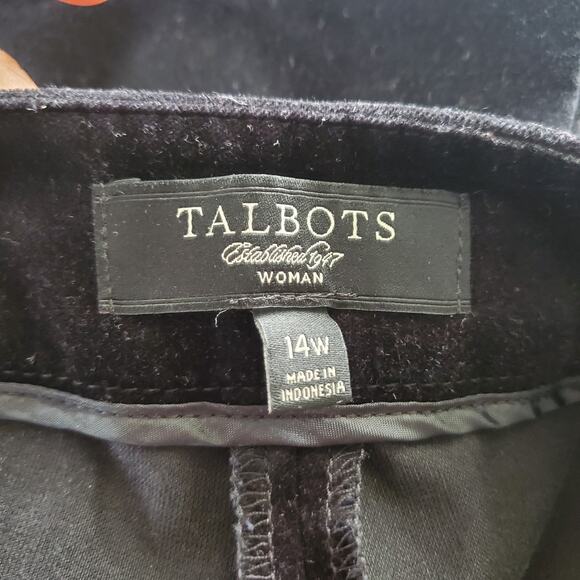 TALBOTS
Established 1947
WOMAN
14W
MADE IN
INDONESIA